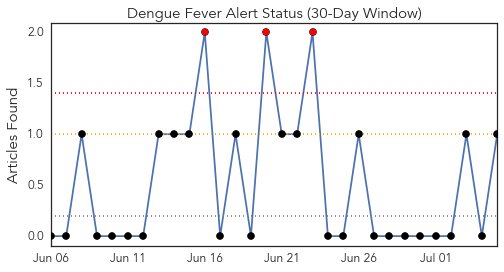 Dengue Fever Alert Status (30-Day Window)
Articles Found
2.0
1.5
1.0
0.5
0.0
Jun 06
Jun 11
Jun 16
Jun 21
Jun 26
Jul 01